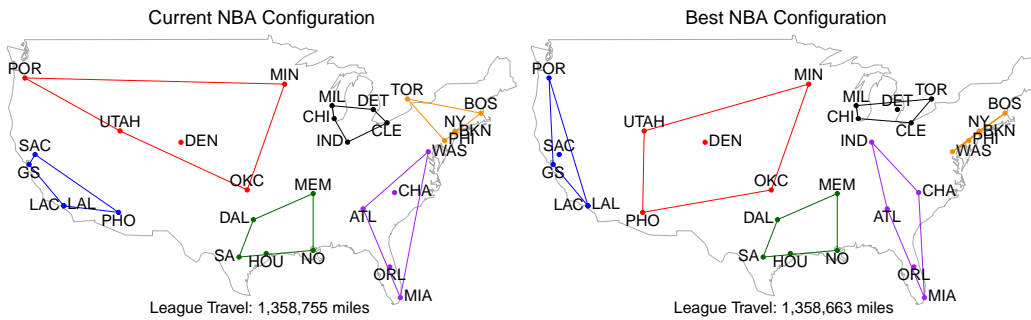 Current NBA Configuration
POR
MIN
TOR
MIL
DET
BOS
CHI
NY
BKN
UTAH
CLE
PHI
DEN
IND
WAS
SAC
GS
OKC
MEM
CHA
LAC
LAL
PHO
DAL
ATL
SA
HOU
NO
ORL
MIA
League Travel: 1,358,755 miles
Best NBA Configuration
POR
MIN
TOR
MIL
DET
BOS
CHI
NY
BKN
UTAH
CLE
PHI
DEN
IND
WAS
SAC
GS
OKC
MEM
CHA
LAC
LAL
PHO
DAL
ATL
SA
HOU
NO
ORL
MIA
League Travel: 1,358,663 miles